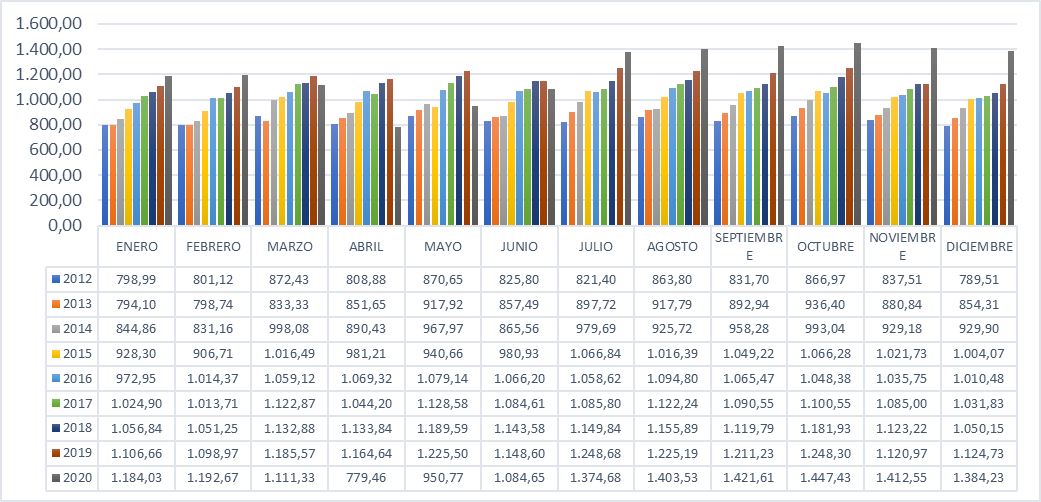 1.600,00
1.400,00
1.200,00
1.000,00
800,00
600,00
400,00
200,00
0,00
ENERO FEBRERO MARZO ABRIL MAYO JUNIO JULIO AGOSTO SEPTIEMBR OCTUBRE NOVIEMBR DICIEMBRE
E E
2012 798,99 801,12 872,43 808,88 870,65 825,80 821,40 863,80 831,70 866,97 837,51 789,51
2013 794,10 798,74 833,33 851,65 917,92 857,49 897,72 917,79 892,94 936,40 880,84 854,31
2014 844,86 831,16 998,08 890,43 967,97 865,56 979,69 925,72 958,28 993,04 929,18 929,90
2015 928,30 906,71 1.016,49 981,21 940,66 980,93 1.066,84 1.016,39 1.049,22 1.066,28 1.021,73 1.004,07
2016 972,95 1.014,37 1.059,12 1.069,32 1.079,14 1.066,20 1.058,62 1.094,80 1.065,47 1.048,38 1.035,75 1.010,48
2017 1.024,90 1.013,71 1.122,87 1.044,20 1.128,58 1.084,61 1.085,80 1.122,24 1.090,55 1.100,55 1.085,00 1.031,83
2018 1.056,84 1.051,25 1.132,88 1.133,84 1.189,59 1.143,58 1.149,84 1.155,89 1.119,79 1.181,93 1.123,22 1.050,15
2019 1.106,66 1.098,97 1.185,57 1.164,64 1.225,50 1.148,60 1.248,68 1.225,19 1.211,23 1.248,30 1.120,97 1.124,73
2020 1.184,03 1.192,67 1.111,33 779,46 950,77 1.084,65 1.374,68 1.403,53 1.421,61 1.447,43 1.412,55 1.384,23